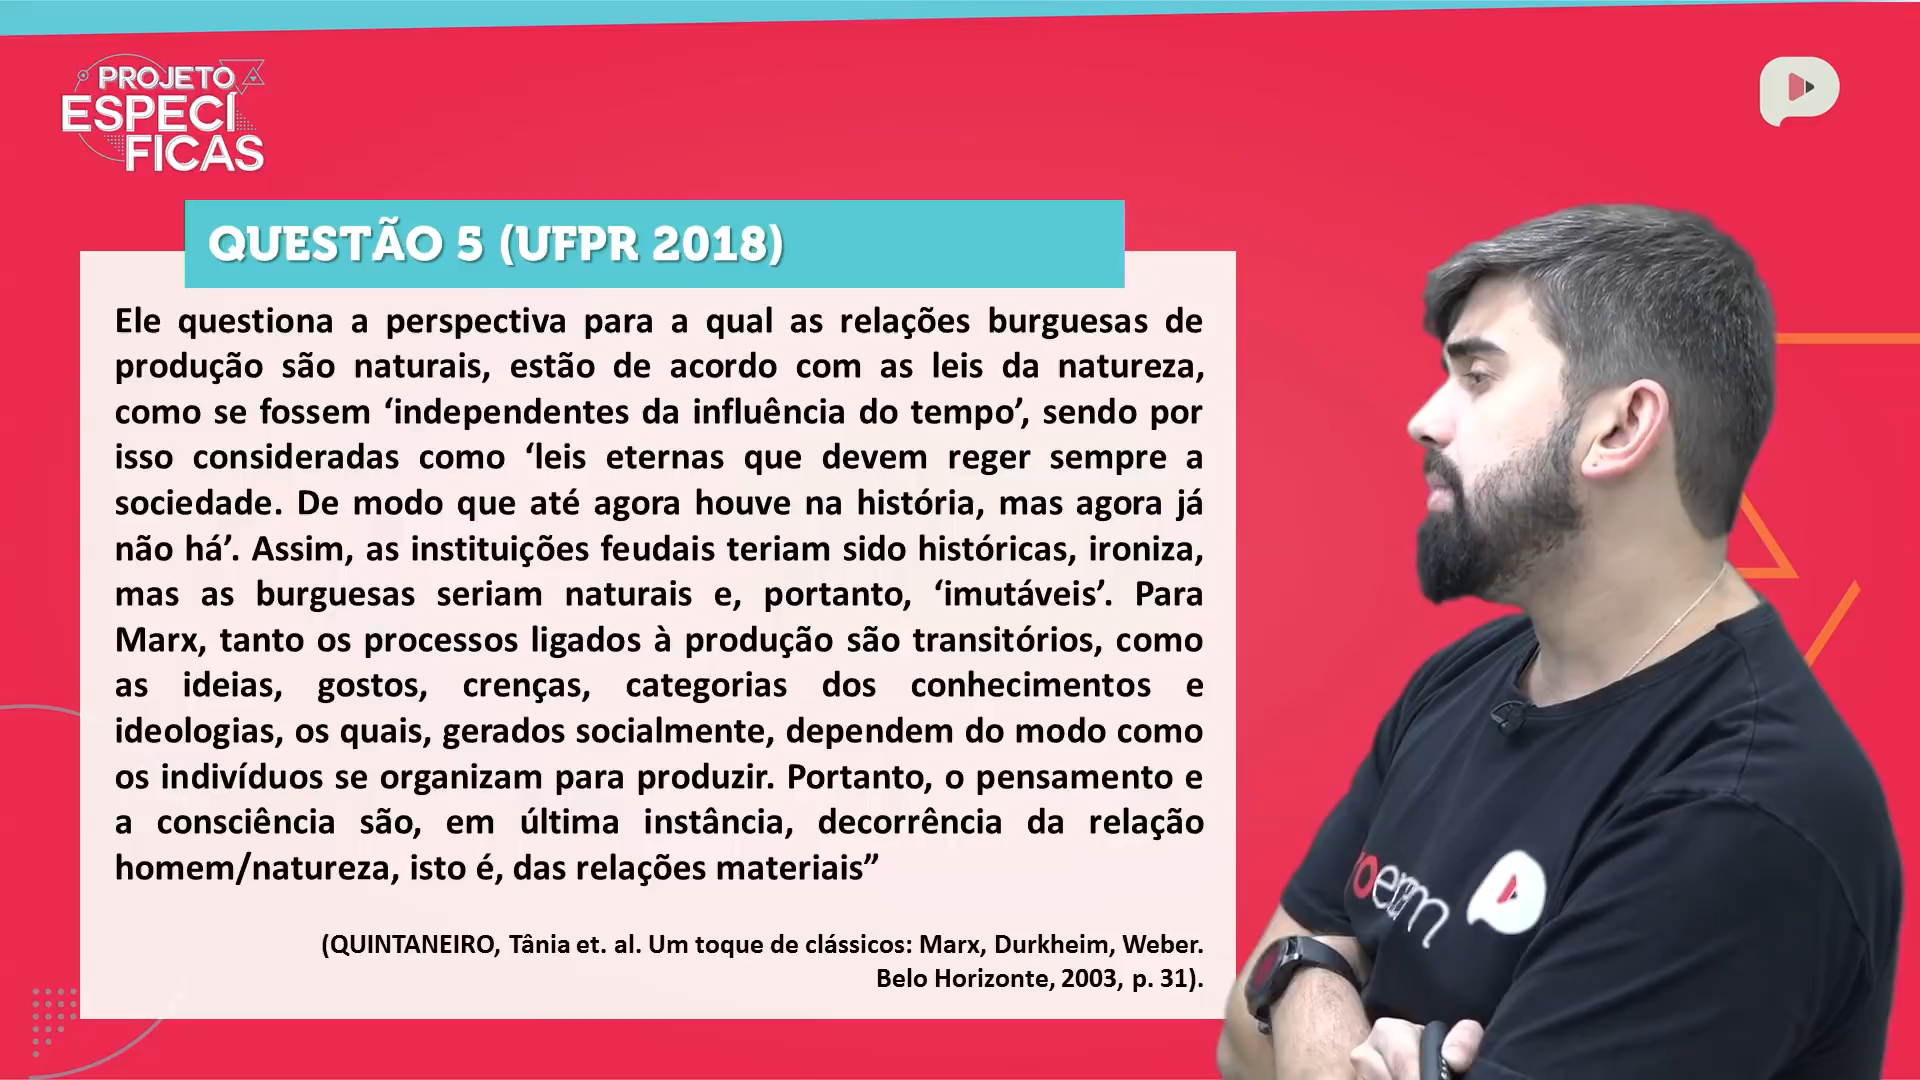 PROJETO
ESPECÍ
FICAS
QUESTÃO 5 (UFPR 2018)
Ele questiona a perspectiva para a qual as relações burguesas de
produção são naturais, estão de acordo com as leis da natureza,
como se fossem ‘independentes da influência do tempo’, sendo por
isso consideradas como ‘leis eternas que devem reger sempre a
sociedade. De modo que até agora houve na história, mas agora já
não há’. Assim, as instituições feudais teriam sido históricas, ironiza,
mas as burguesas seriam naturais e, portanto, ‘imutáveis’. Para
Marx, tanto os processos ligados à produção são transitórios, como
as ideias, gostos, crenças, categorias dos conhecimentos e
ideologias, os quais, gerados socialmente, dependem do modo como
os indivíduos se organizam para produzir. Portanto, o pensamento e
a consciência são, em última instância, decorrência da relação
homem/natureza, isto é, das relações materiais”
(QUINTANEIRO, Tânia et. al. Um toque de clássicos: Marx, Durkheim, Weber.
Belo Horizonte, 2003, p. 31).